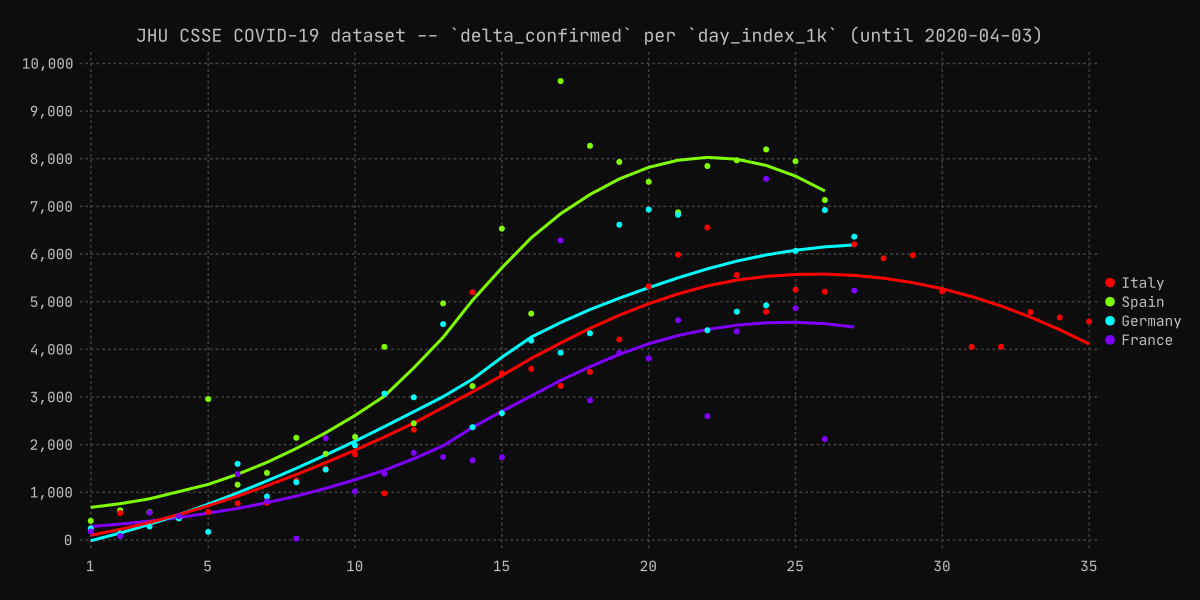 JHU CSSE COVID-19 dataset -- `delta_confirmed` per `day_index_1k` (until 2020-04-03)
10,000
9,000
8,000
7,000
6,000
5,000
4,000
3,000
2,000
1,000
0
1 5 10 15 20 25 30 35
Italy
Spain
Germany
France